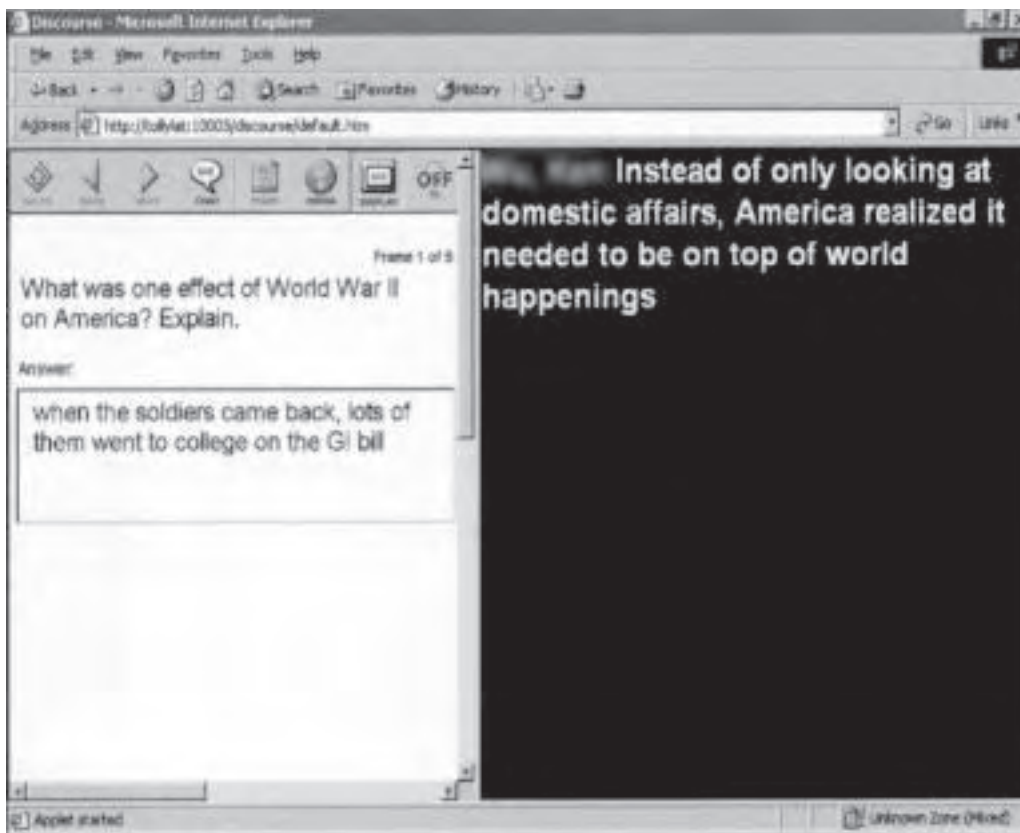 Discourse - Microsoft Internet Explorer
File Edit View Favorites Tools Help
Back Search Favorites History
Address Go Links
OFF
Frame 1 of
What was one effect of World War II
on America? Explain.
Answer:
when the soldiers came back, lots of
them went to college on the GI bill
Instead of only looking at
domestic affairs, America realized it
needed to be on top of world
happenings
Applet started
Unknown Zone (Mixed)